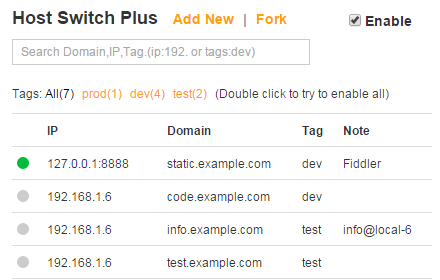 Host Switch Plus Add New | Fork Enable
Search Domain,IP,Tag.(ip:192. or tags:dev)
Tags: All(7) prod(1) dev(4) test(2) (Double click to try to enable all)
IP Domain Tag Note
127.0.0.1:8888 static.example.com dev Fiddler
192.168.1.6 code.example.com dev
192.168.1.6 info.example.com test info@local-6
192.168.1.6 test.example.com test